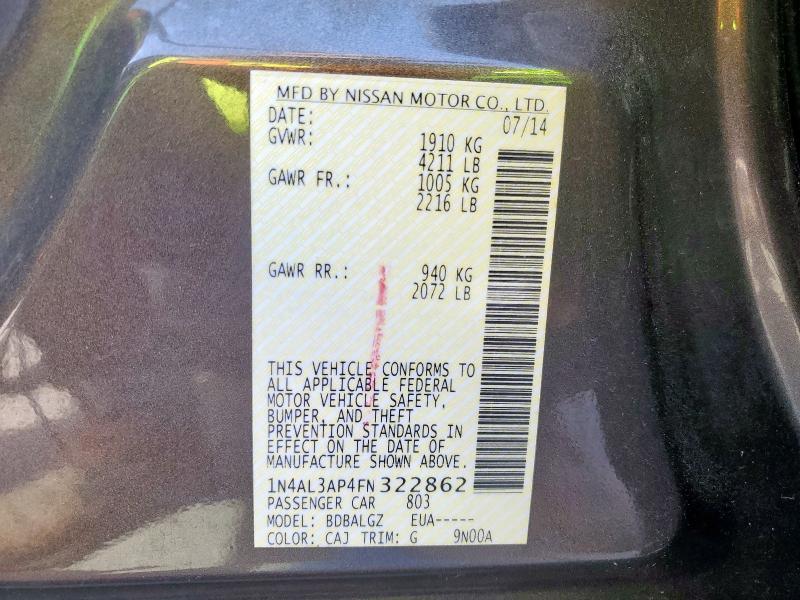 MFD BY NISSAN MOTOR CO., LTD.
DATE: 07/14
GVWR: 1910 KG
4211 LB
GAWR FR.: 1005 KG
2216 LB
GAWR RR.: 940 KG
2072 LB
THIS VEHICLE CONFORMS TO
ALL APPLICABLE FEDERAL
MOTOR VEHICLE SAFETY,
BUMPER, AND THEFT
PREVENTION STANDARDS IN
EFFECT ON THE DATE OF
MANUFACTURE SHOWN ABOVE.
1N4AL3AP4FN322862
PASSENGER CAR 803
MODEL: BDBALGZ EUA-----
COLOR: CAJ TRIM: G 9N00A